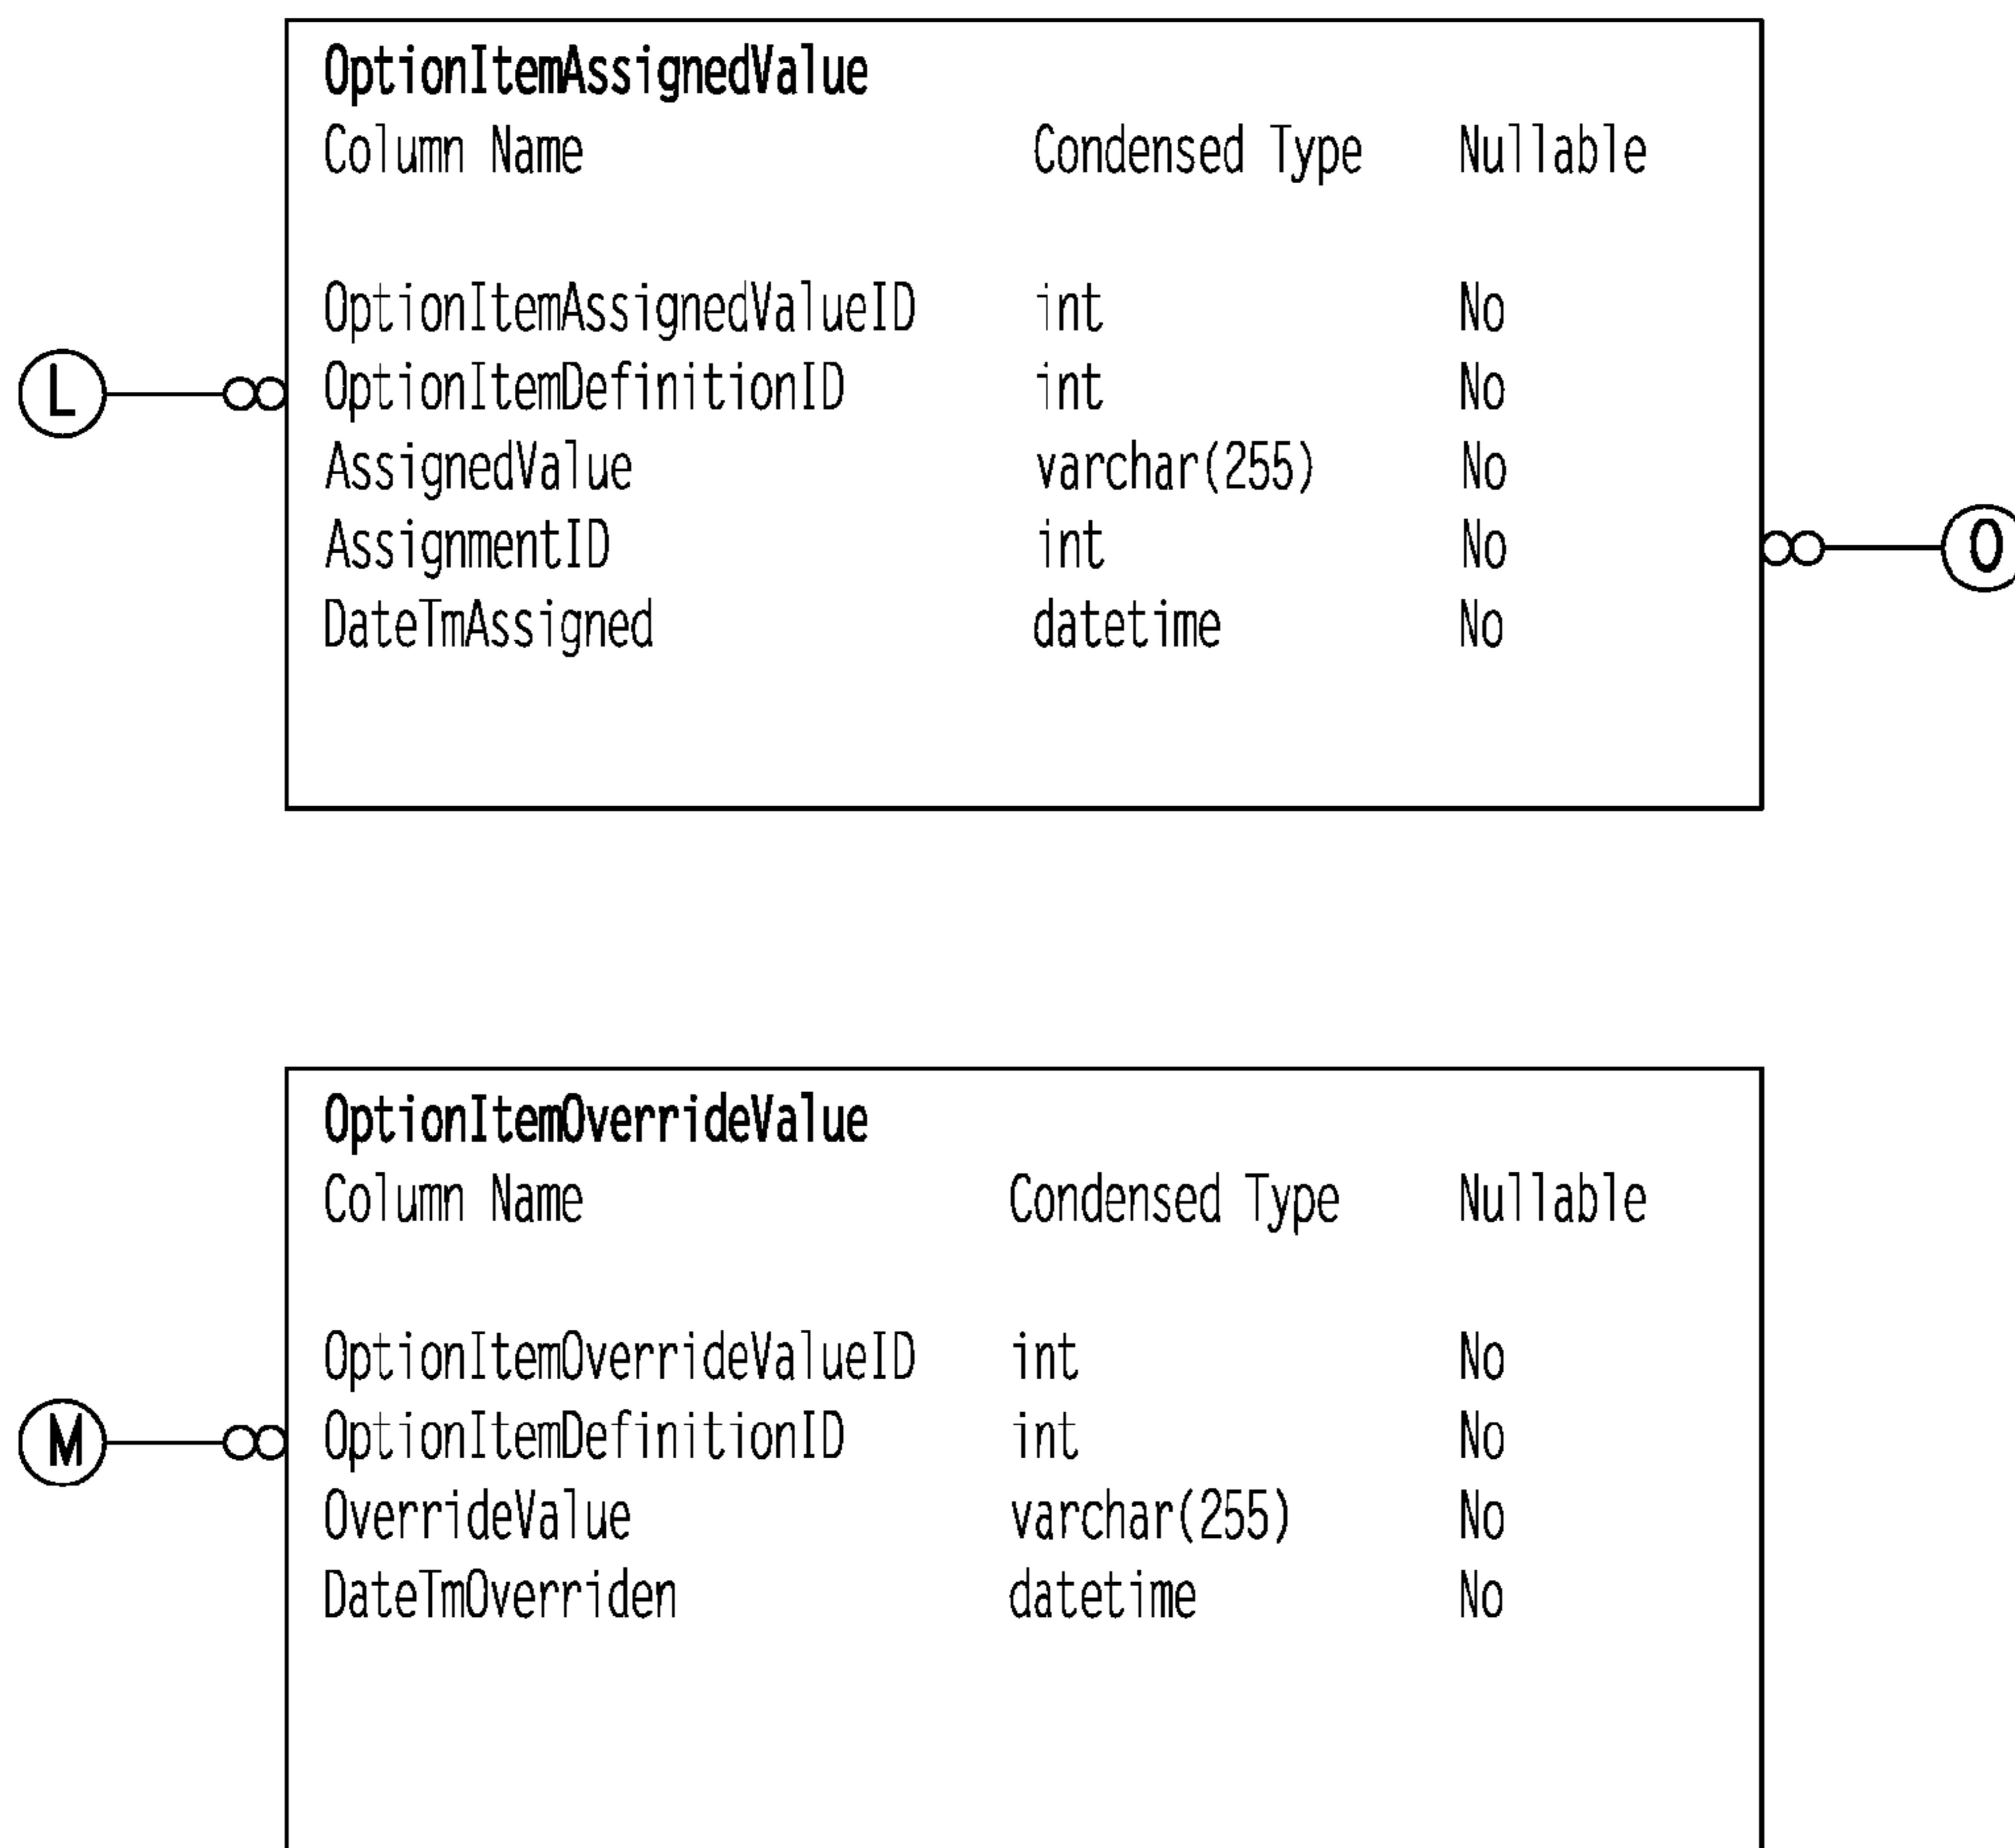 OptionItemAssignedValue
Column Name Condensed Type Nullable
OptionItemAssignedValueID int No
L OptionItemDefinitionID int No
AssignedValue varchar(255) No
AssignmentID int No O
DateTmAssigned datetime No
OptionItemOverrideValue
Column Name Condensed Type Nullable
OptionItemOverrideValueID int No
M OptionItemDefinitionID int No
OverrideValue varchar(255) No
DateTmOverriden datetime No